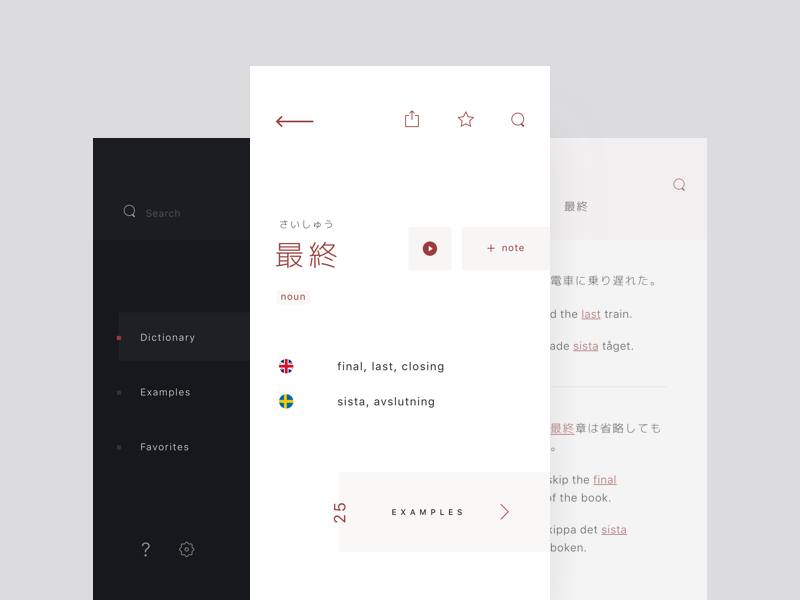 Search
Dictionary
Examples
Favorites
?
さいしゅう
最終
+ note
noun
final, last, closing
sista, avslutning
25
EXAMPLES
最終
電車に乗り遅れた。
d the last train.
ade sista tåget.
最終章は省略しても
。
skip the final
of the book.
kippa det sista
boken.